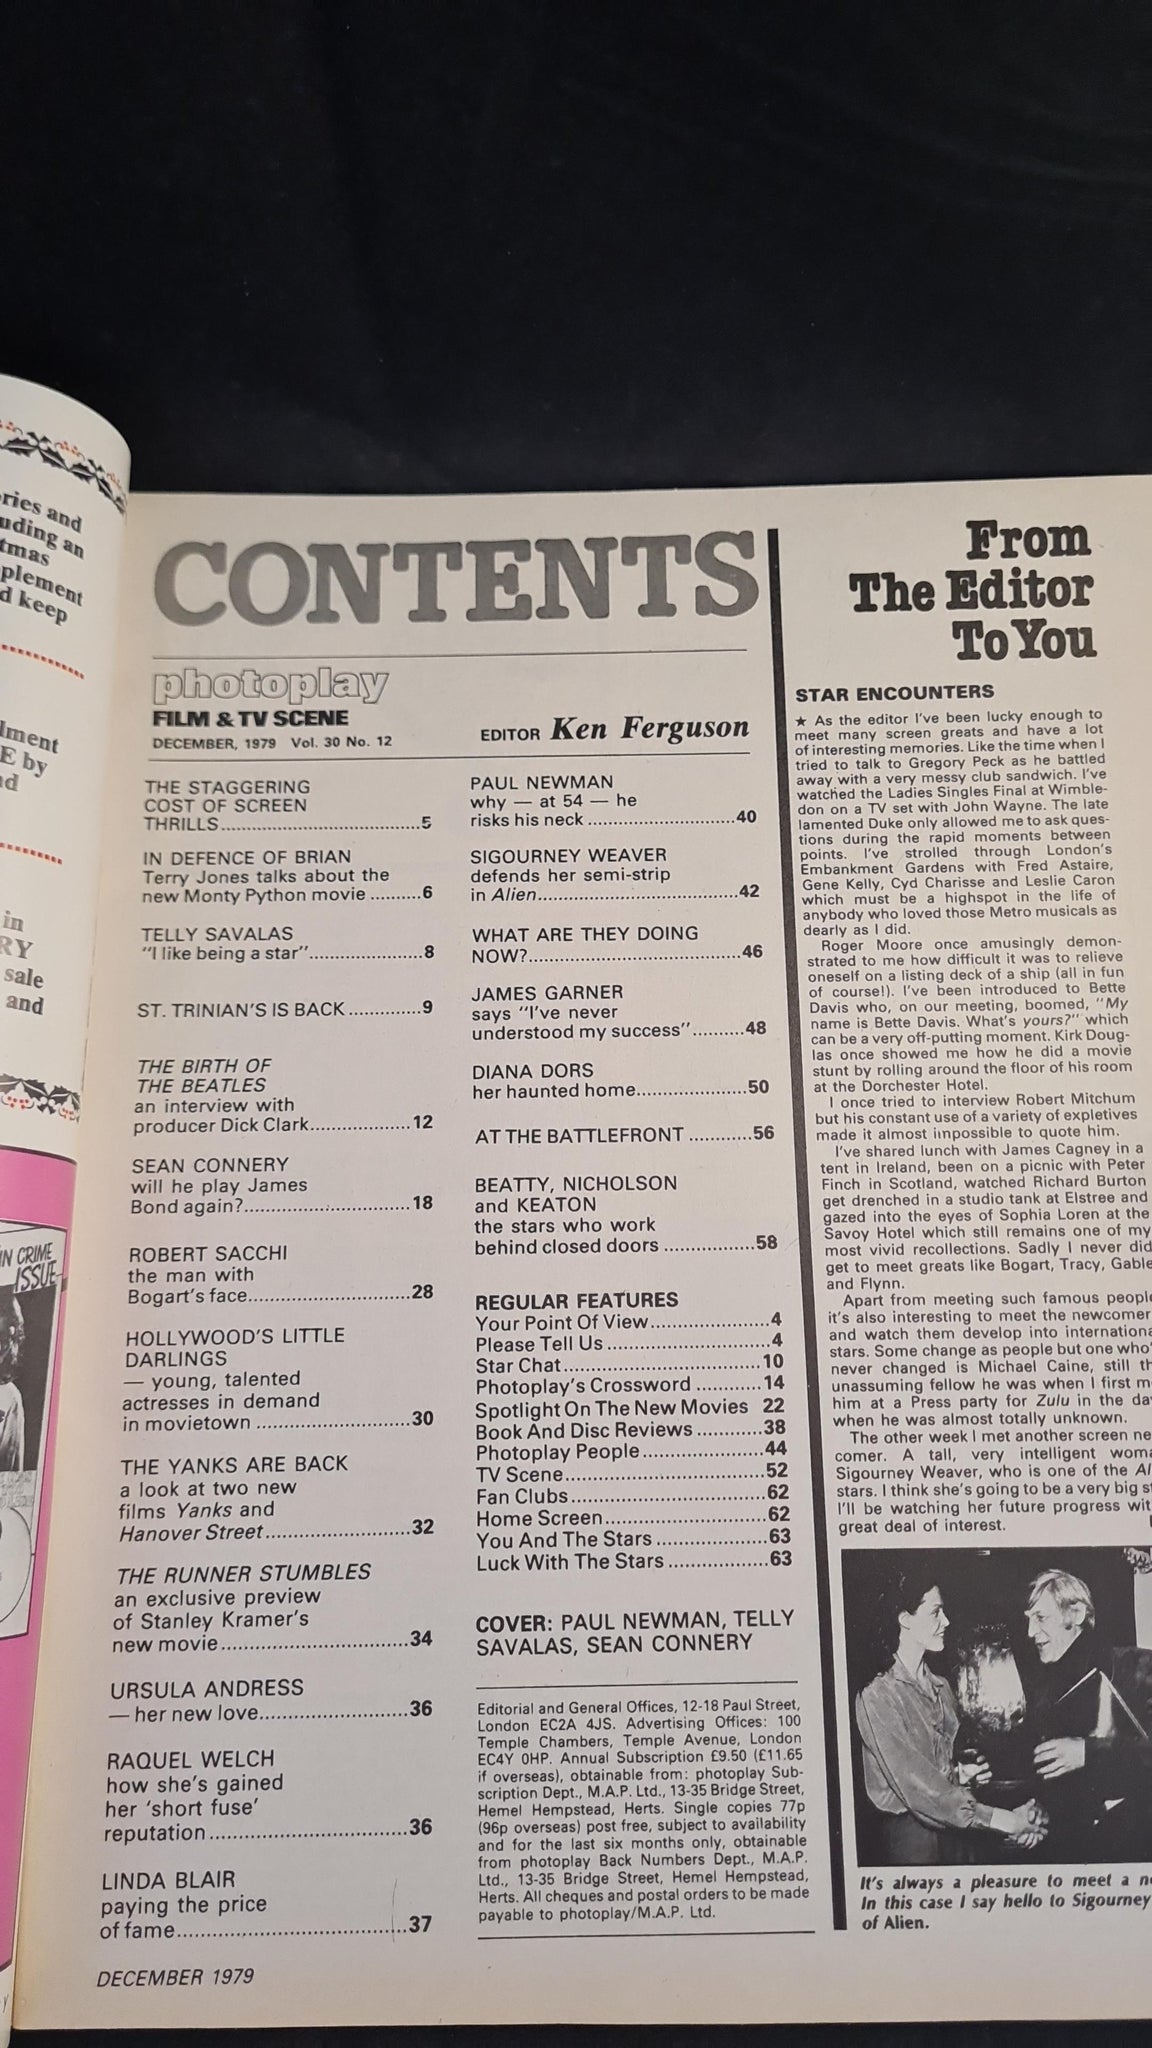 ries and
uding an
tmas
plement
d keep
lment
E by
nd
in
RY
sale
and
IN CRIME
ISSUE
CONTENTS
photoplay
FILM & TV SCENE
DECEMBER, 1979 Vol. 30 No. 12
EDITOR Ken Ferguson
THE STAGGERING
COST OF SCREEN
THRILLS....................................5
IN DEFENCE OF BRIAN
Terry Jones talks about the
new Monty Python movie .........6
TELLY SAVALAS
"I like being a star"....................8
ST. TRINIAN'S IS BACK .............9
THE BIRTH OF
THE BEATLES
an interview with
producer Dick Clark..................12
SEAN CONNERY
will he play James
Bond again?..............................18
ROBERT SACCHI
the man with
Bogart's face.............................28
HOLLYWOOD'S LITTLE
DARLINGS
— young, talented
actresses in demand
in movietown ...........................30
THE YANKS ARE BACK
a look at two new
films Yanks and
Hanover Street.........................32
THE RUNNER STUMBLES
an exclusive preview
of Stanley Kramer's
new movie.................................34
URSULA ANDRESS
— her new love..........................36
RAQUEL WELCH
how she's gained
her 'short fuse'
reputation...................................36
LINDA BLAIR
paying the price
of fame.......................................37
DECEMBER 1979
PAUL NEWMAN
why — at 54 — he
risks his neck ..........................40
SIGOURNEY WEAVER
defends her semi-strip
in Alien....................................42
WHAT ARE THEY DOING
NOW?......................................46
JAMES GARNER
says "I've never
understood my success".........48
DIANA DORS
her haunted home...................50
AT THE BATTLEFRONT ...........56
BEATTY, NICHOLSON
and KEATON
the stars who work
behind closed doors ................58
REGULAR FEATURES
Your Point Of View.....................4
Please Tell Us .............................4
Star Chat...................................10
Photoplay's Crossword ...........14
Spotlight On The New Movies 22
Book And Disc Reviews............38
Photoplay People.....................44
TV Scene...................................52
Fan Clubs..................................62
Home Screen............................62
You And The Stars ...................63
Luck With The Stars .................63
COVER: PAUL NEWMAN, TELLY
SAVALAS, SEAN CONNERY
Editorial and General Offices, 12-18 Paul Street,
London EC2A 4JS. Advertising Offices: 100
Temple Chambers, Temple Avenue, London
EC4Y 0HP. Annual Subscription £9.50 (£11.65
if overseas), obtainable from: photoplay Sub-
scription Dept., M.A.P. Ltd., 13-35 Bridge Street,
Hemel Hempstead, Herts. Single copies 77p
(96p overseas) post free, subject to availability
and for the last six months only, obtainable
from photoplay Back Numbers Dept., M.A.P.
Ltd., 13-35 Bridge Street, Hemel Hempstead,
Herts. All cheques and postal orders to be made
payable to photoplay/M.A.P. Ltd.
From
The Editor
To You
STAR ENCOUNTERS
★ As the editor I've been lucky enough to
meet many screen greats and have a lot
of interesting memories. Like the time when I
tried to talk to Gregory Peck as he battled
away with a very messy club sandwich. I've
watched the Ladies Singles Final at Wimble-
don on a TV set with John Wayne. The late
lamented Duke only allowed me to ask ques-
tions during the rapid moments between
points. I've strolled through London's
Embankment Gardens with Fred Astaire,
Gene Kelly, Cyd Charisse and Leslie Caron
which must be a highspot in the life of
anybody who loved those Metro musicals as
dearly as I did.
Roger Moore once amusingly demon-
strated to me how difficult it was to relieve
oneself on a listing deck of a ship (all in fun
of course!). I've been introduced to Bette
Davis who, on our meeting, boomed, "My
name is Bette Davis. What's yours?" which
can be a very off-putting moment. Kirk Doug-
las once showed me how he did a movie
stunt by rolling around the floor of his room
at the Dorchester Hotel.
I once tried to interview Robert Mitchum
but his constant use of a variety of expletives
made it almost impossible to quote him.
I've shared lunch with James Cagney in a
tent in Ireland, been on a picnic with Peter
Finch in Scotland, watched Richard Burton
get drenched in a studio tank at Elstree and
gazed into the eyes of Sophia Loren at the
Savoy Hotel which still remains one of my
most vivid recollections. Sadly I never did
get to meet greats like Bogart, Tracy, Gable
and Flynn.
Apart from meeting such famous people
it's also interesting to meet the newcomer
and watch them develop into internationa
stars. Some change as people but one who'
never changed is Michael Caine, still th
unassuming fellow he was when I first m
him at a Press party for Zulu in the da
when he was almost totally unknown.
The other week I met another screen ne
comer. A tall, very intelligent woma
Sigourney Weaver, who is one of the Al
stars. I think she's going to be a very big s
I'll be watching her future progress wit
great deal of interest.
It's always a pleasure to meet a n
In this case I say hello to Sigourney
of Alien.